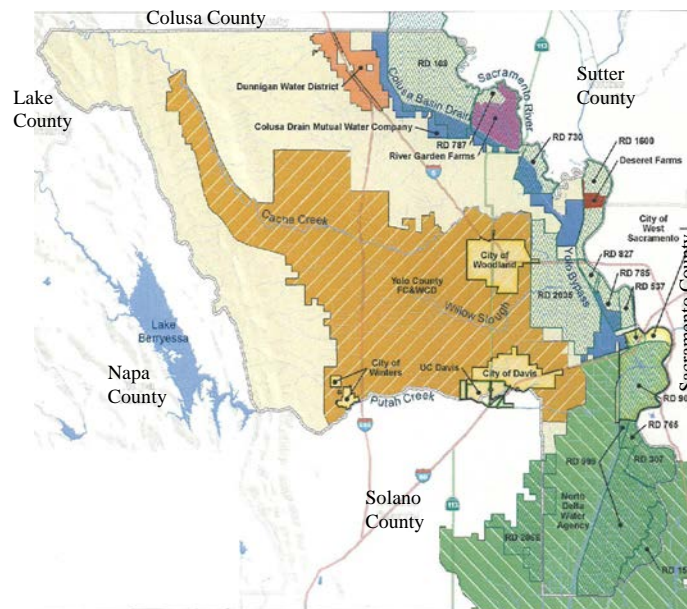 Colusa County
113
RD 108
Dunnigan Water District
Sacramento River
Sutter
County
Lake
County
Colusa Basin Drain
Colusa Drain Mutual Water Company
RD 787
RD 730
RD 1600
River Garden Farms
Deseret Farms
Cache Creek
City of
West
Sacramento
City of
Woodland
RD 827
Yolo Bypass
RD 785
Yolo County
FC&WCD
RD 2035
RD 537
Willow Slough
Sacramento County
Lake
Berryessa
Napa
County
City of
Winters
UC Davis
City of Davis
Putah Creek
RD 765
RD 999
RD 307
Solano
County
113
North
Delta
Water
Agency